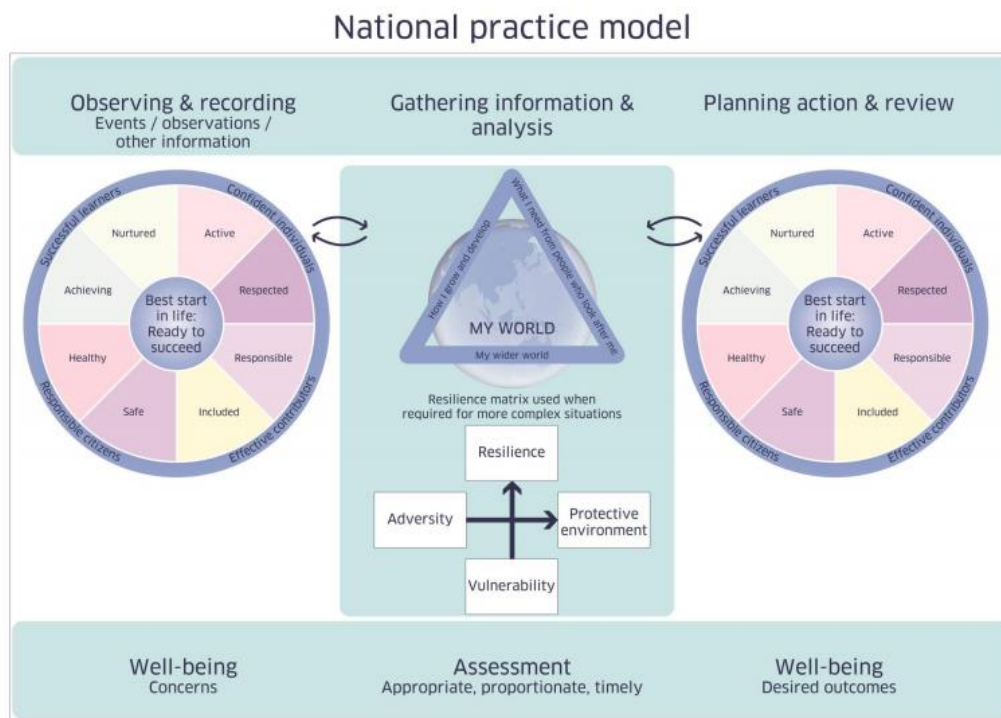 National practice model
Observing & recording
Events / observations /
other information
Gathering information &
analysis
Planning action & review
Successful learners
Confident individuals
Responsible citizens
Effective contributors
Nurtured
Active
Achieving
Respected
Best start
in life:
Ready to
succeed
Healthy
Responsible
Safe
Included
How I grow and develop
What I need from people who look after me
MY WORLD
My wider world
Resilience matrix used when
required for more complex situations
Resilience
Adversity
Protective
environment
Vulnerability
Successful learners
Confident individuals
Responsible citizens
Effective contributors
Nurtured
Active
Achieving
Respected
Best start
in life:
Ready to
succeed
Healthy
Responsible
Safe
Included
Well-being
Concerns
Assessment
Appropriate, proportionate, timely
Well-being
Desired outcomes